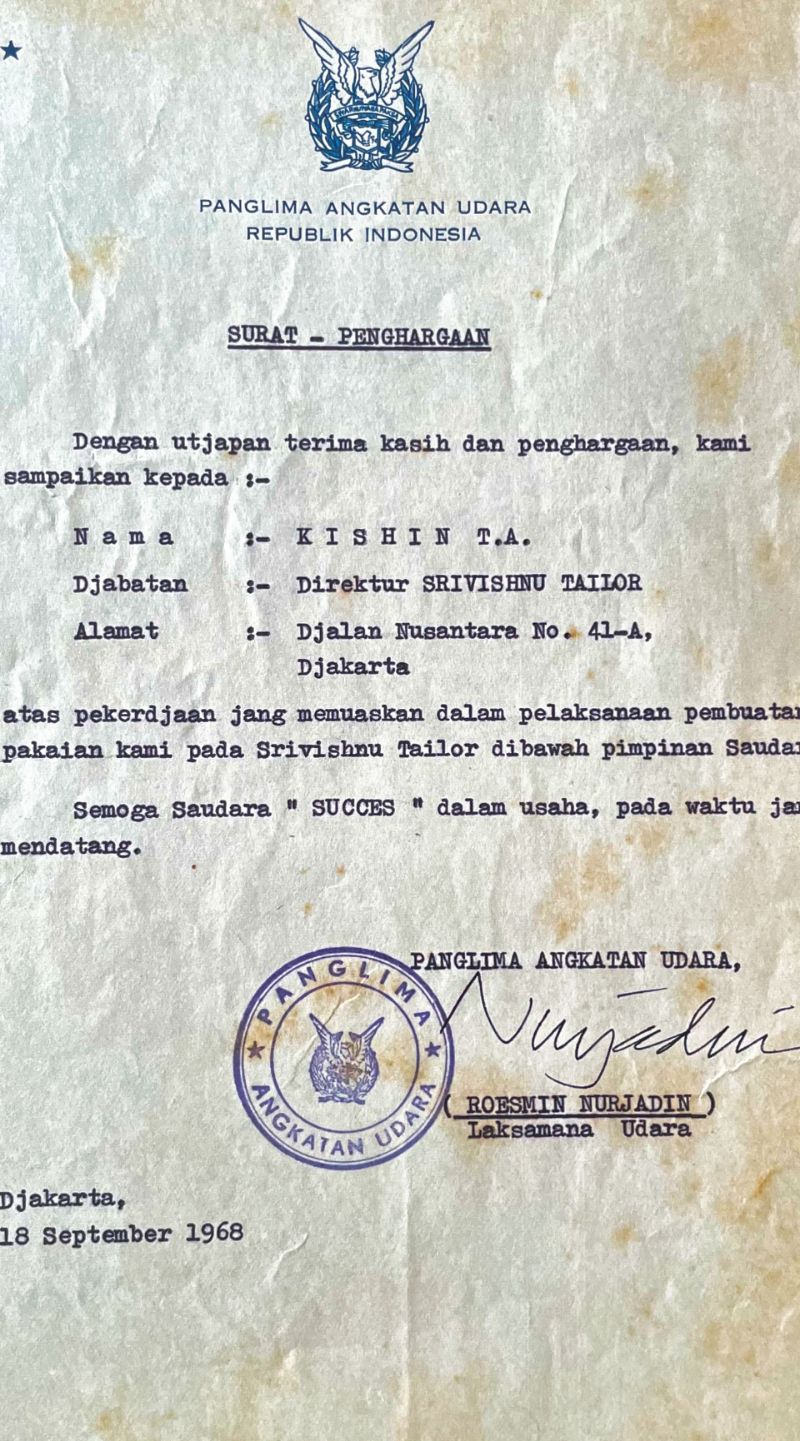 PANGLIMA ANGKATAN UDARA
REPUBLIK INDONESIA
SURAT - PENGHARGAAN
Dengan utjapan terima kasih dan penghargaan, kami
sampaikan kepada :-
N a m a :- K I S H I N T.A.
Djabatan :- Direktur SRIVISHNU TAILOR
Alamat :- Djalan Nusantara No. 41-A,
Djakarta
atas pekerdjaan jang memuaskan dalam pelaksanaan pembuatan
pakaian kami pada Srivishnu Tailor dibawah pimpinan Saudar
Semoga Saudara " SUCCES " dalam usaha, pada waktu jan
mendatang.
PANGLIMA ANGKATAN UDARA,
PANGLIMA
ANGKATAN UDARA
Nurjadin
( ROESMIN NURJADIN )
Laksamana Udara
Djakarta,
18 September 1968